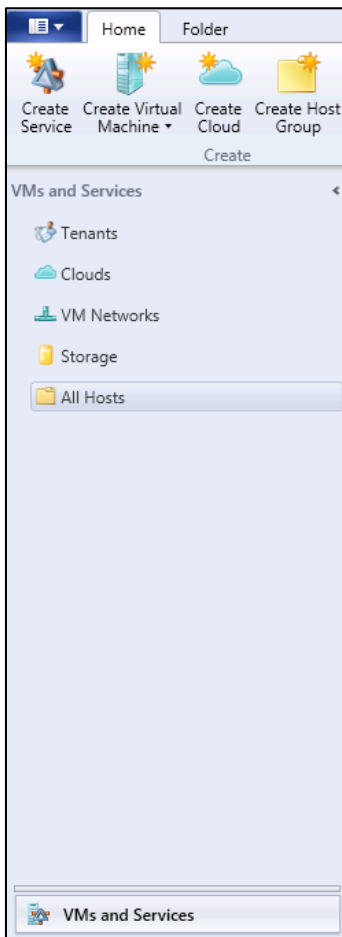 Home Folder
Create Create Virtual Create Create Host
Service Machine Cloud Group
Create
VMs and Services
Tenants
Clouds
VM Networks
Storage
All Hosts
VMs and Services